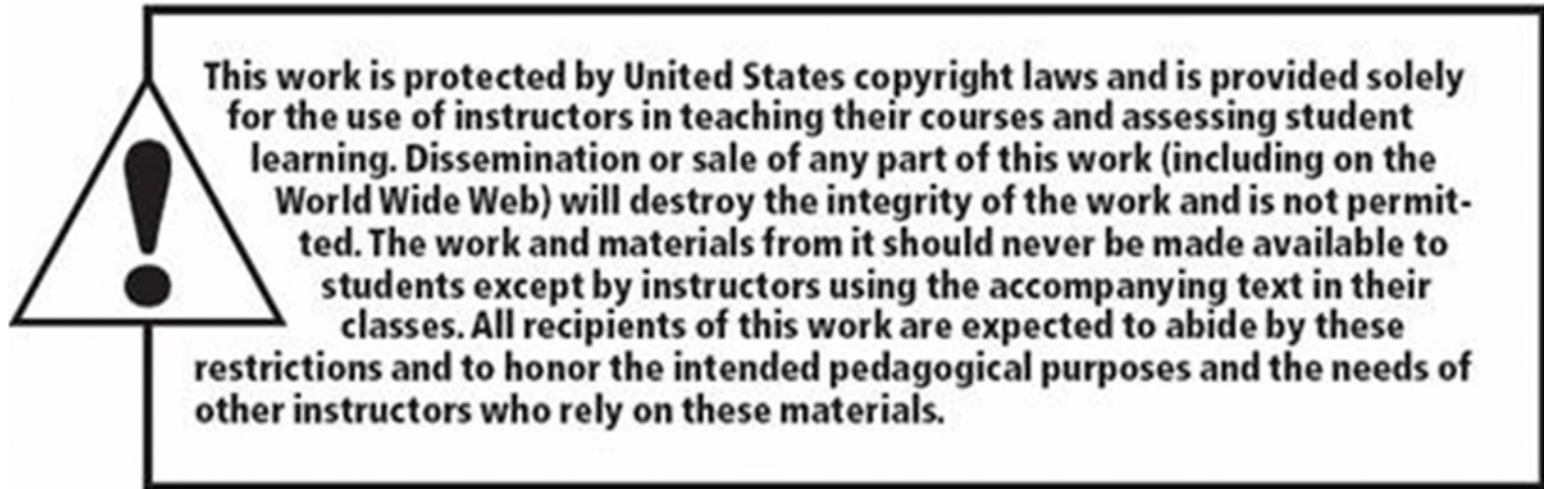 This work is protected by United States copyright laws and is provided solely
for the use of instructors in teaching their courses and assessing student
learning. Dissemination or sale of any part of this work (including on the
World Wide Web) will destroy the integrity of the work and is not permit-
ted. The work and materials from it should never be made available to
students except by instructors using the accompanying text in their
classes. All recipients of this work are expected to abide by these
restrictions and to honor the intended pedagogical purposes and the needs of
other instructors who rely on these materials.